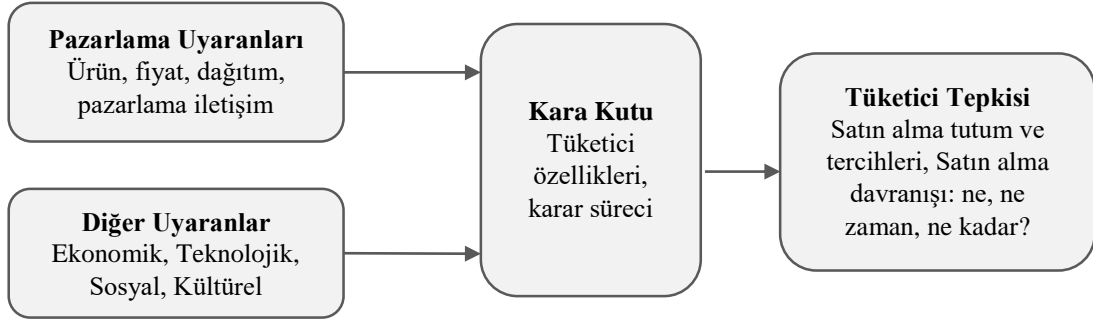 Pazarlama Uyaranları
Ürün, fiyat, dağıtım,
pazarlama iletişim
Diğer Uyaranlar
Ekonomik, Teknolojik,
Sosyal, Kültürel
Kara Kutu
Tüketici
özellikleri,
karar süreci
Tüketici Tepkisi
Satın alma tutum ve
tercihleri, Satın alma
davranışı: ne, ne
zaman, ne kadar?